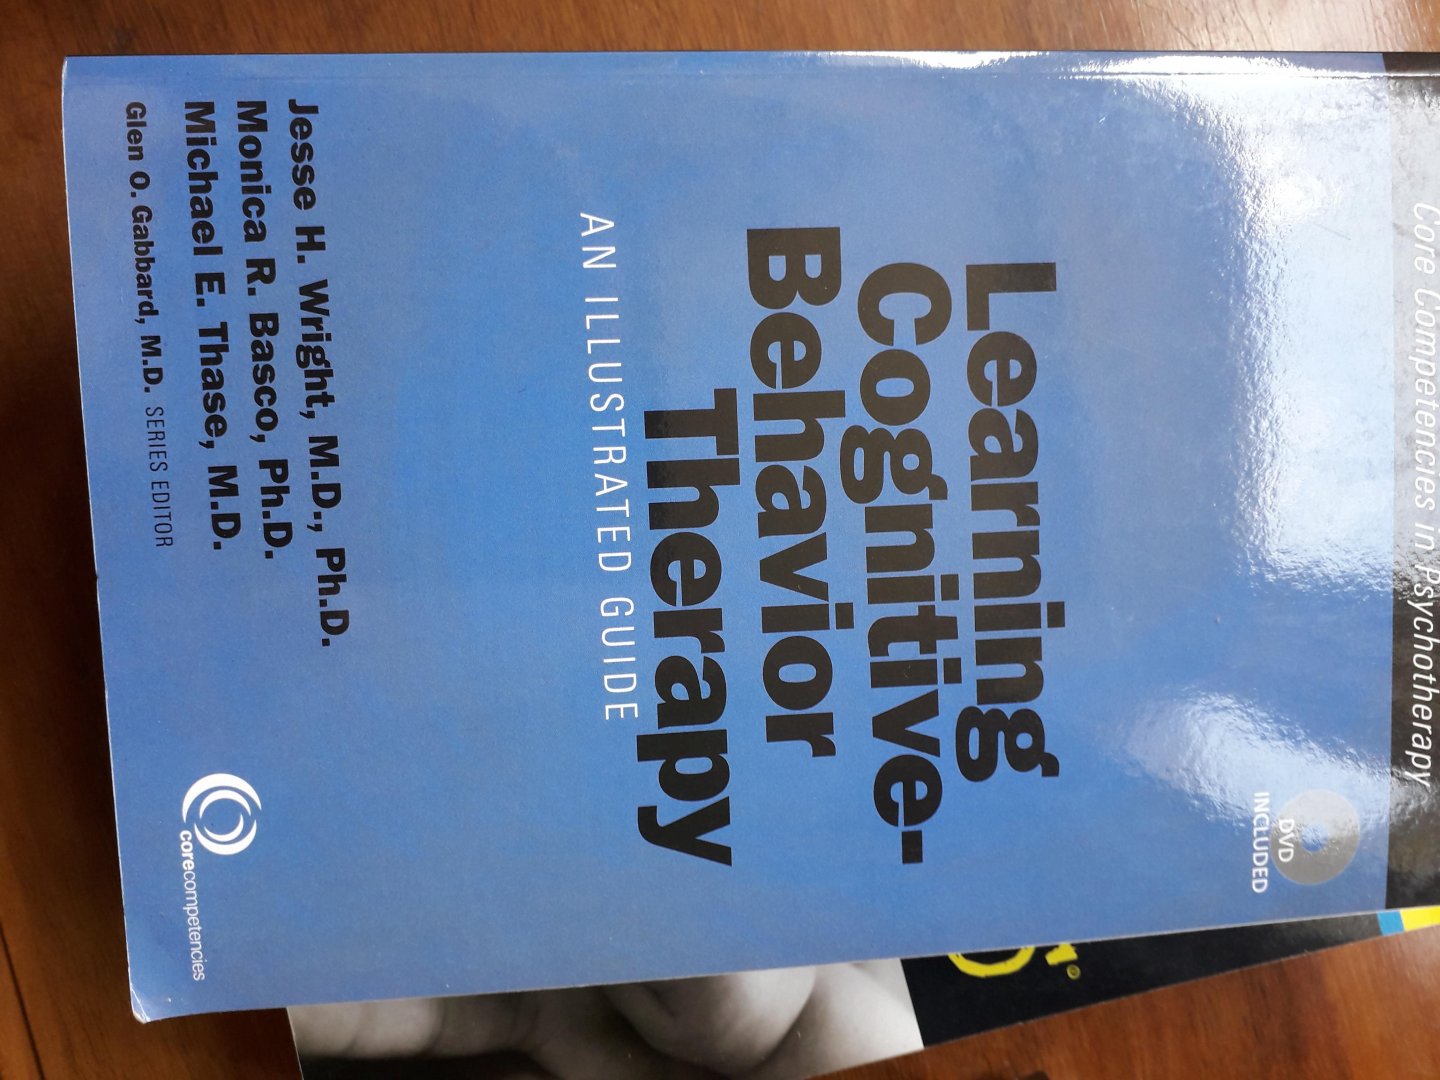 Core Competencies in Psychotherapy
DVD
INCLUDED
Learning
Cognitive-
Behavior
Therapy
AN ILLUSTRATED GUIDE
Jesse H. Wright, M.D., Ph.D.
Monica R. Basco, Ph.D.
Michael E. Thase, M.D.
Glen O. Gabbard, M.D. SERIES EDITOR
corecompetencies